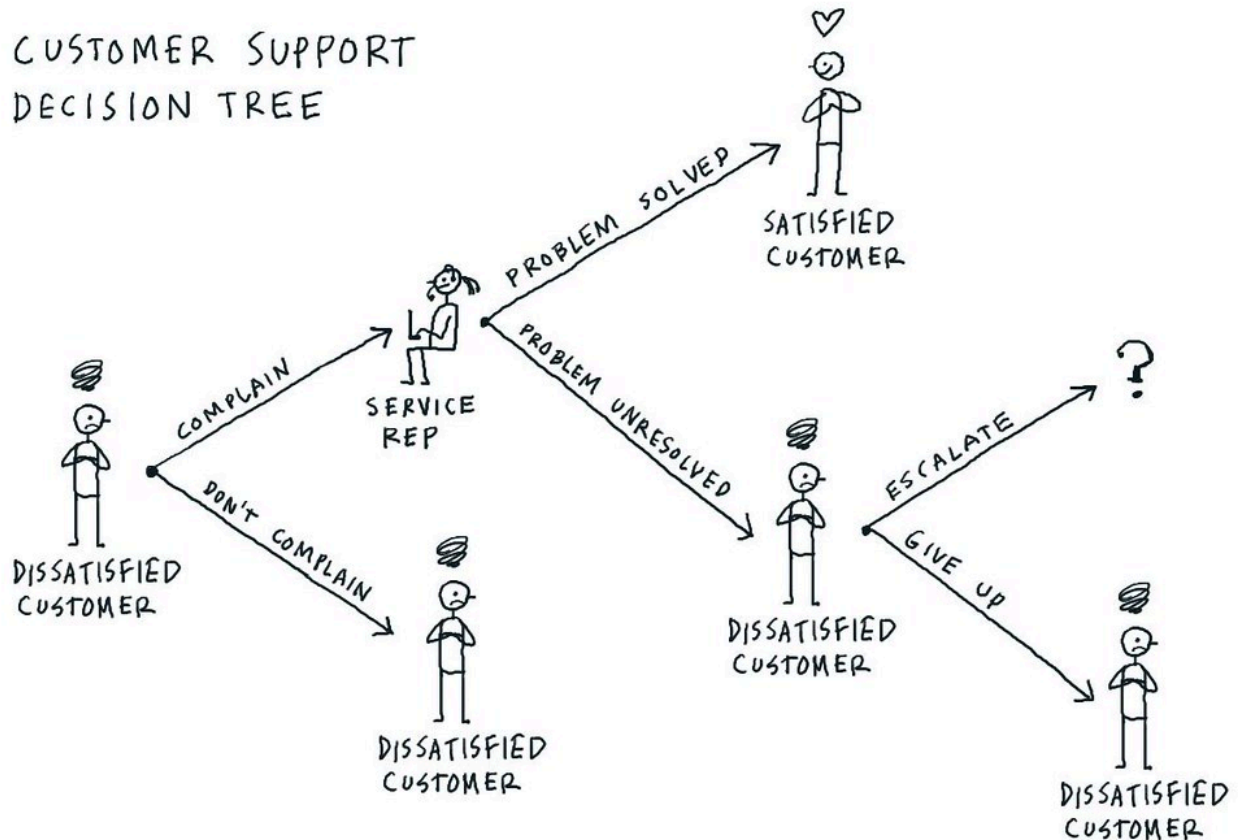 CUSTOMER SUPPORT
DECISION TREE
PROBLEM SOLVED
SATISFIED
CUSTOMER
COMPLAIN
SERVICE
REP
PROBLEM UNRESOLVED
?
ESCALATE
DISSATISFIED
CUSTOMER
DON'T COMPLAIN
DISSATISFIED
CUSTOMER
DISSATISFIED
CUSTOMER
GIVE UP
DISSATISFIED
CUSTOMER